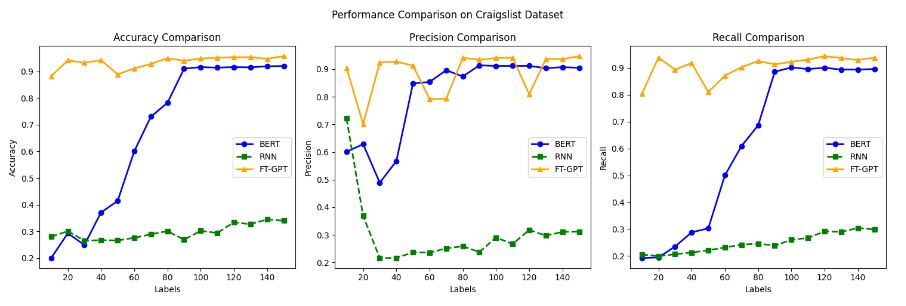 Performance Comparison on Craigslist Dataset
Accuracy Comparison
Accuracy
0.9
0.8
0.7
0.6
0.5
0.4
0.3
0.2
BERT
RNN
FT-GPT
20 40 60 80 100 120 140
Labels
Precision Comparison
Precision
0.9
0.8
0.7
0.6
0.5
0.4
0.3
0.2
BERT
RNN
FT-GPT
20 40 60 80 100 120 140
Labels
Recall Comparison
Recall
0.9
0.8
0.7
0.6
0.5
0.4
0.3
0.2
BERT
RNN
FT-GPT
20 40 60 80 100 120 140
Labels